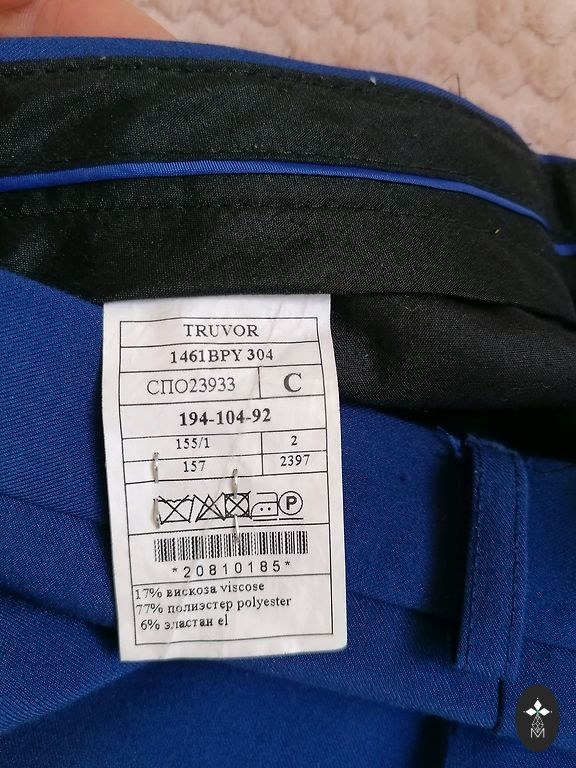 TRUVOR
1461BPY 304
СПО23933 C
194-104-92
155/1 2
157 2397
P
*20810185*
17% вискоза viscose
77% полиэстер polyester
6% эластан el
M